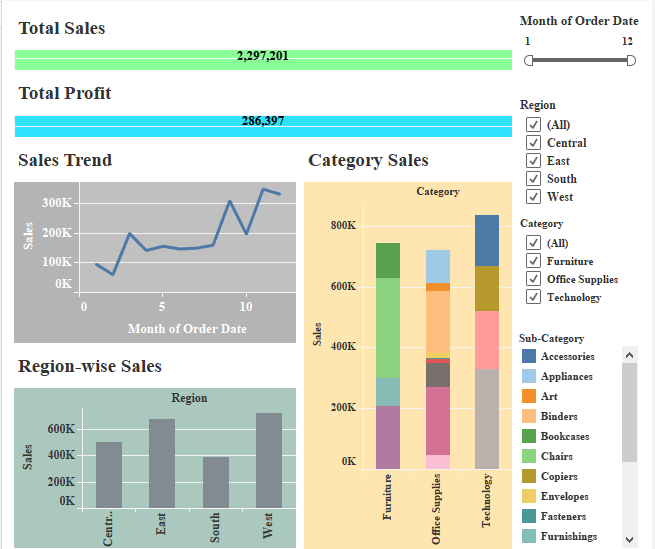 Total Sales
2,297,201
Total Profit
286,397
Sales Trend
300K
200K
100K
0K
Sales
0
5
10
Month of Order Date
Region-wise Sales
Region
600K
400K
200K
0K
Sales
Centr..
East
South
West
Category Sales
Category
800K
600K
400K
200K
0K
Sales
Furniture
Office Supplies
Technology
Month of Order Date
1
12
Region
(All)
Central
East
South
West
Category
(All)
Furniture
Office Supplies
Technology
Sub-Category
Accessories
Appliances
Art
Binders
Bookcases
Chairs
Copiers
Envelopes
Fasteners
Furnishings